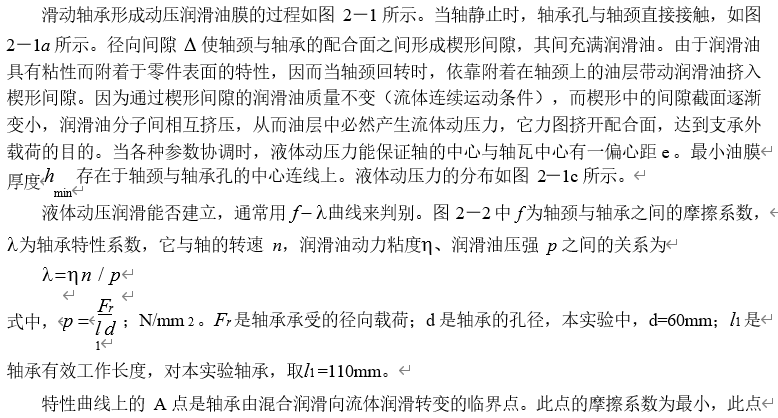 滑动轴承形成动压润滑油膜的过程如图 2－1 所示。当轴静止时，轴承孔与轴颈直接接触，如图
2－1a 所示。径向间隙 Δ 使轴颈与轴承的配合面之间形成楔形间隙，其间充满润滑油。由于润滑油
具有粘性而附着于零件表面的特性，因而当轴颈回转时，依靠附着在轴颈上的油层带动润滑油挤入
楔形间隙。因为通过楔形间隙的润滑油质量不变（流体连续运动条件），而楔形中的间隙截面逐渐
变小，润滑油分子间相互挤压，从而油层中必然产生流体动压力，它力图挤开配合面，达到支承外
载荷的目的。当各种参数协调时，液体动压力能保证轴的中心与轴瓦中心有一偏心距 e 。最小油膜
厚度 hmin 存在于轴颈与轴承孔的中心连线上。液体动压力的分布如图 2－1c 所示。
液体动压润滑能否建立，通常用 f－λ曲线来判别。图 2－2 中 f 为轴颈与轴承之间的摩擦系数，
λ为轴承特性系数，它与轴的转速 n，润滑油动力粘度η、润滑油压强 p 之间的关系为
λ＝η n / p
式中，p = Fr / l1 d ；N/mm 2 。Fr 是轴承承受的径向载荷；d 是轴承的孔径，本实验中，d=60mm；l1 是
轴承有效工作长度，对本实验轴承，取l1 =110mm。
特性曲线上的 A 点是轴承由混合润滑向流体润滑转变的临界点。此点的摩擦系数为最小，此点